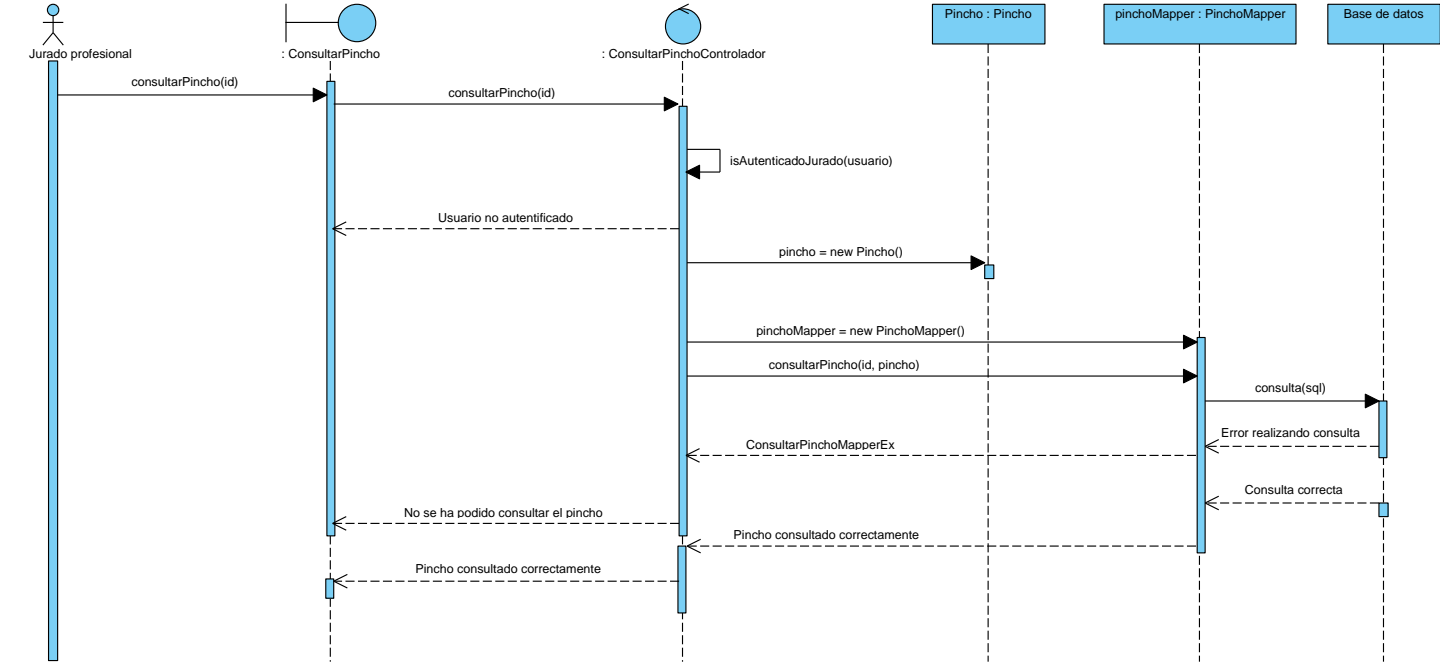 Pincho : Pincho
pinchoMapper : PinchoMapper
Base de datos
Jurado profesional
: ConsultarPincho
: ConsultarPinchoControlador
consultarPincho(id)
consultarPincho(id)
isAutenticadoJurado(usuario)
Usuario no autentificado
pincho = new Pincho()
pinchoMapper = new PinchoMapper()
consultarPincho(id, pincho)
consulta(sql)
Error realizando consulta
ConsultarPinchoMapperEx
Consulta correcta
No se ha podido consultar el pincho
Pincho consultado correctamente
Pincho consultado correctamente